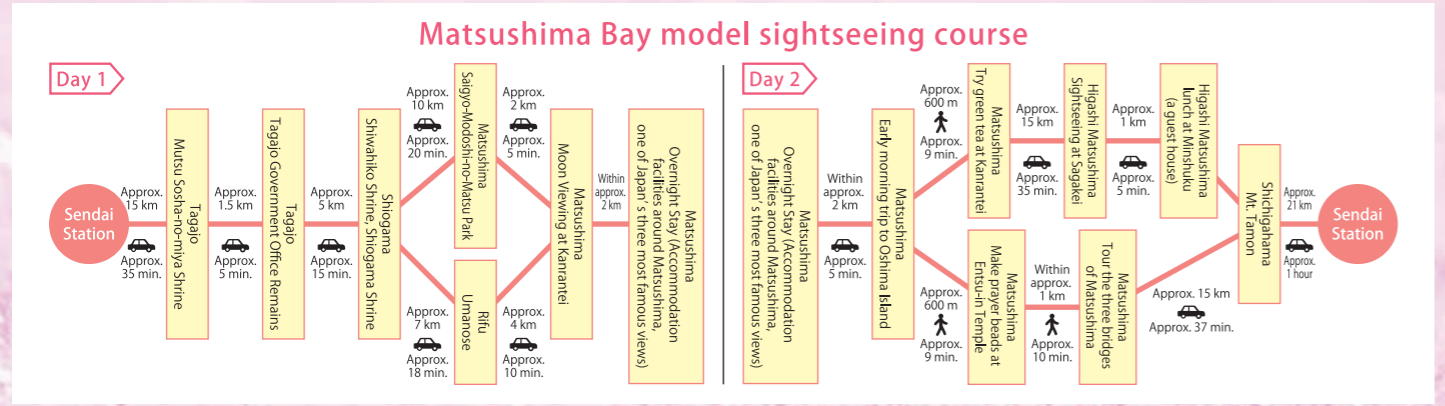 Matsushima Bay model sightseeing course
Day 1
Sendai
Station
Approx.
15 km
Approx.
35 min.
Tagajo
Mutsu Sosha-no-miya Shrine
Approx.
1.5 km
Approx.
5 min.
Tagajo
Tagajo Government Office Remains
Approx.
5 km
Approx.
15 min.
Shiogama
Shiwahiko Shrine, Shiogama Shrine
Approx.
10 km
Approx.
20 min.
Matsushima
Saigyo-Modoshi-no-Matsu Park
Approx.
2 km
Approx.
5 min.
Approx.
7 km
Approx.
18 min.
Rifu
Umanose
Approx.
4 km
Approx.
10 min.
Matsushima
Moon Viewing at Kanrantei
Within
approx.
2 km
Matsushima
Overnight Stay (Accommodation
facilities around Matsushima,
one of Japan's three most famous views)
Day 2
Matsushima
Overnight Stay (Accommodation
facilities around Matsushima,
one of Japan's three most famous views)
Within
approx.
2 km
Approx.
5 min.
Matsushima
Early morning trip to Oshima Island
Approx.
600 m
Approx.
9 min.
Matsushima
Try green tea at Kanrantei
Approx.
15 km
Approx.
35 min.
Higashi Matsushima
Sightseeing at Sagakei
Approx.
1 km
Approx.
5 min.
Higashi Matsushima
lunch at Minshuku
(a guest house)
Approx.
600 m
Approx.
9 min.
Matsushima
Make prayer beads at
Entsu-in Temple
Within
approx.
1 km
Approx.
10 min.
Matsushima
Tour the three bridges
of Matsushima
Approx. 15 km
Approx. 37 min.
Shichigahama
Mt. Tamon
Approx.
21 km
Approx.
1 hour
Sendai
Station